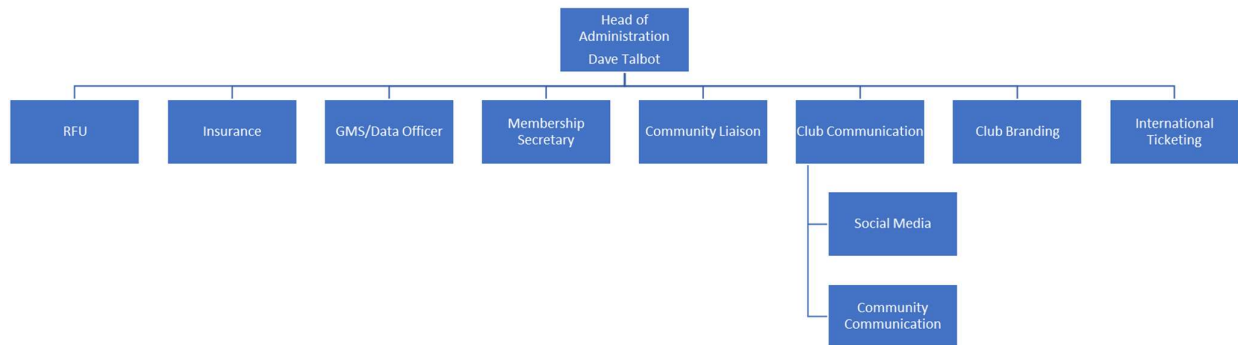 Head of
Administration
Dave Talbot
RFU
Insurance
GMS/Data Officer
Membership
Secretary
Community Liaison
Club Communication
Club Branding
International
Ticketing
Social Media
Community
Communication